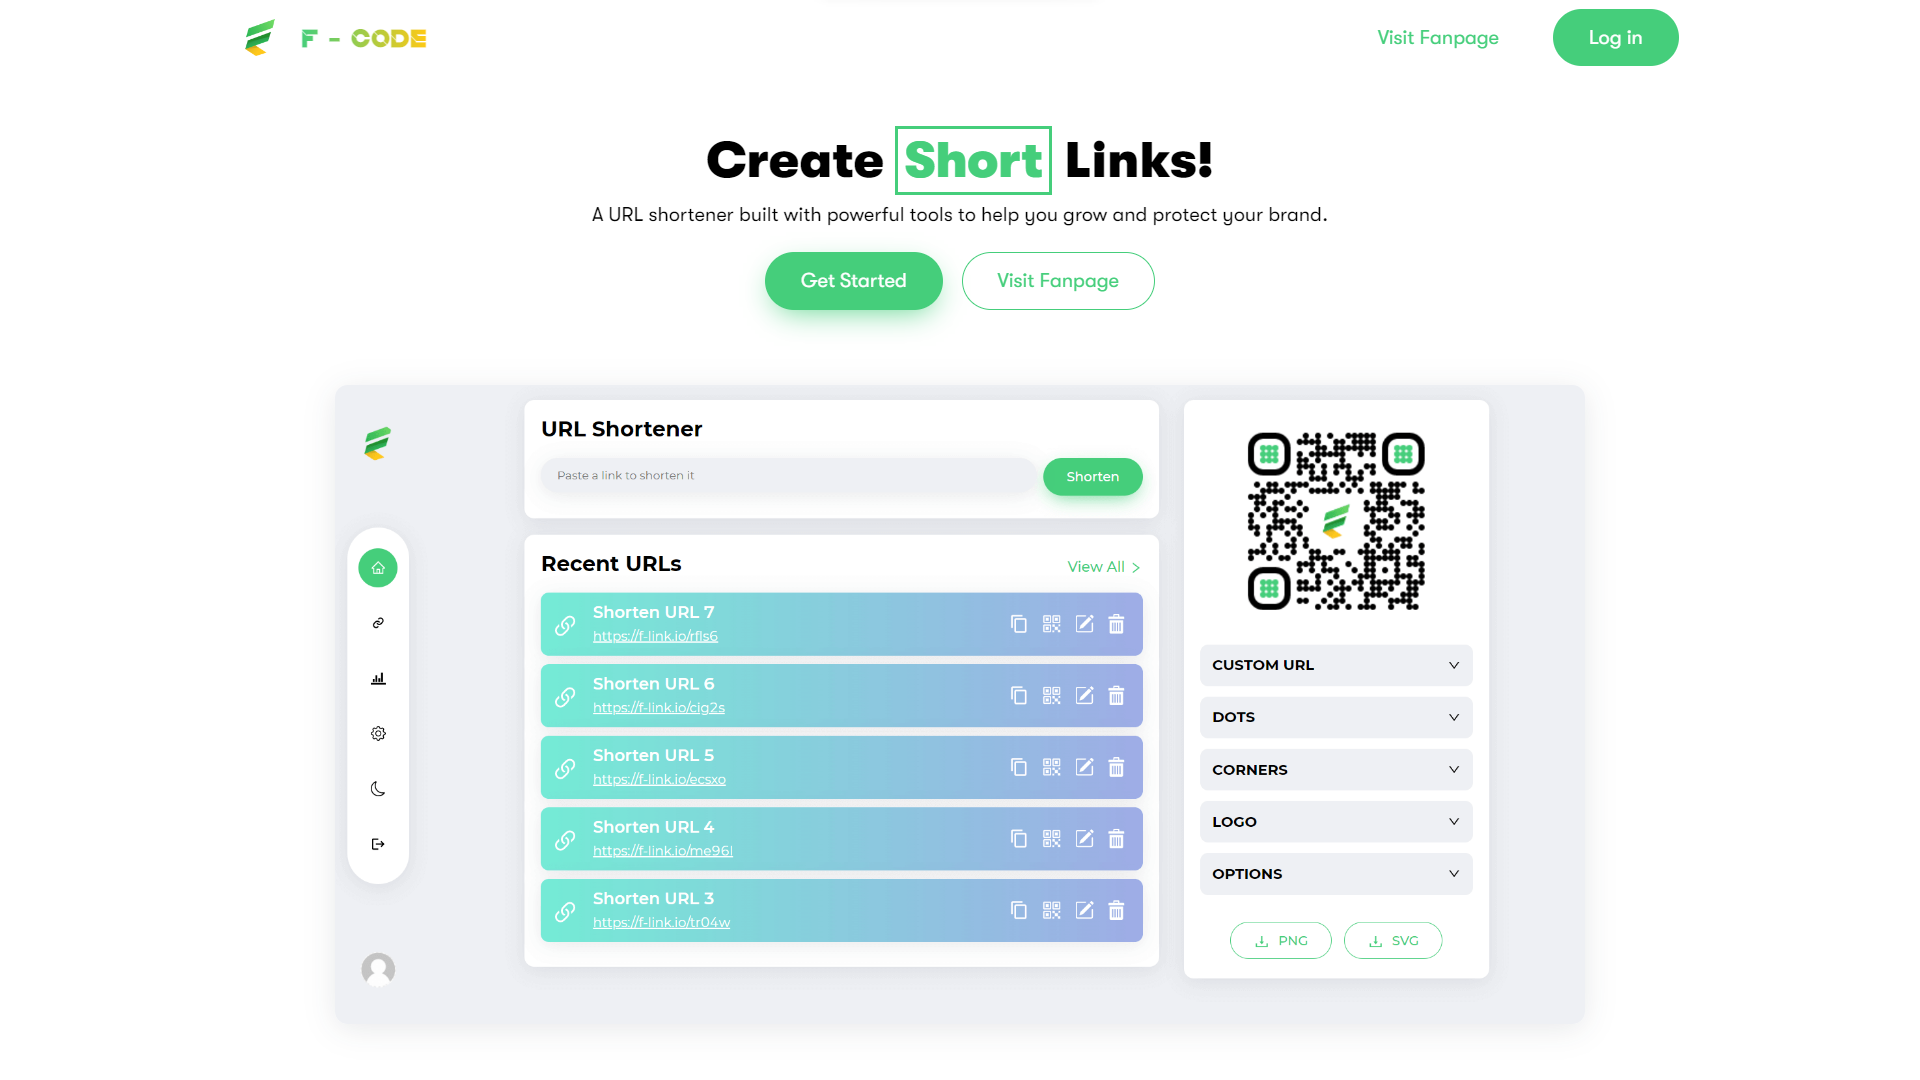 F - CODE
Visit Fanpage
Log in
Create Short Links!
A URL shortener built with powerful tools to help you grow and protect your brand.
Get Started
Visit Fanpage
URL Shortener
Paste a link to shorten it
Shorten
Recent URLs
View All
Shorten URL 7
https://f-link.io/rfls6
Shorten URL 6
https://f-link.io/cig2s
Shorten URL 5
https://f-link.io/ecsxo
Shorten URL 4
https://f-link.io/me96l
Shorten URL 3
https://f-link.io/tr04w
CUSTOM URL
DOTS
CORNERS
LOGO
OPTIONS
PNG
SVG